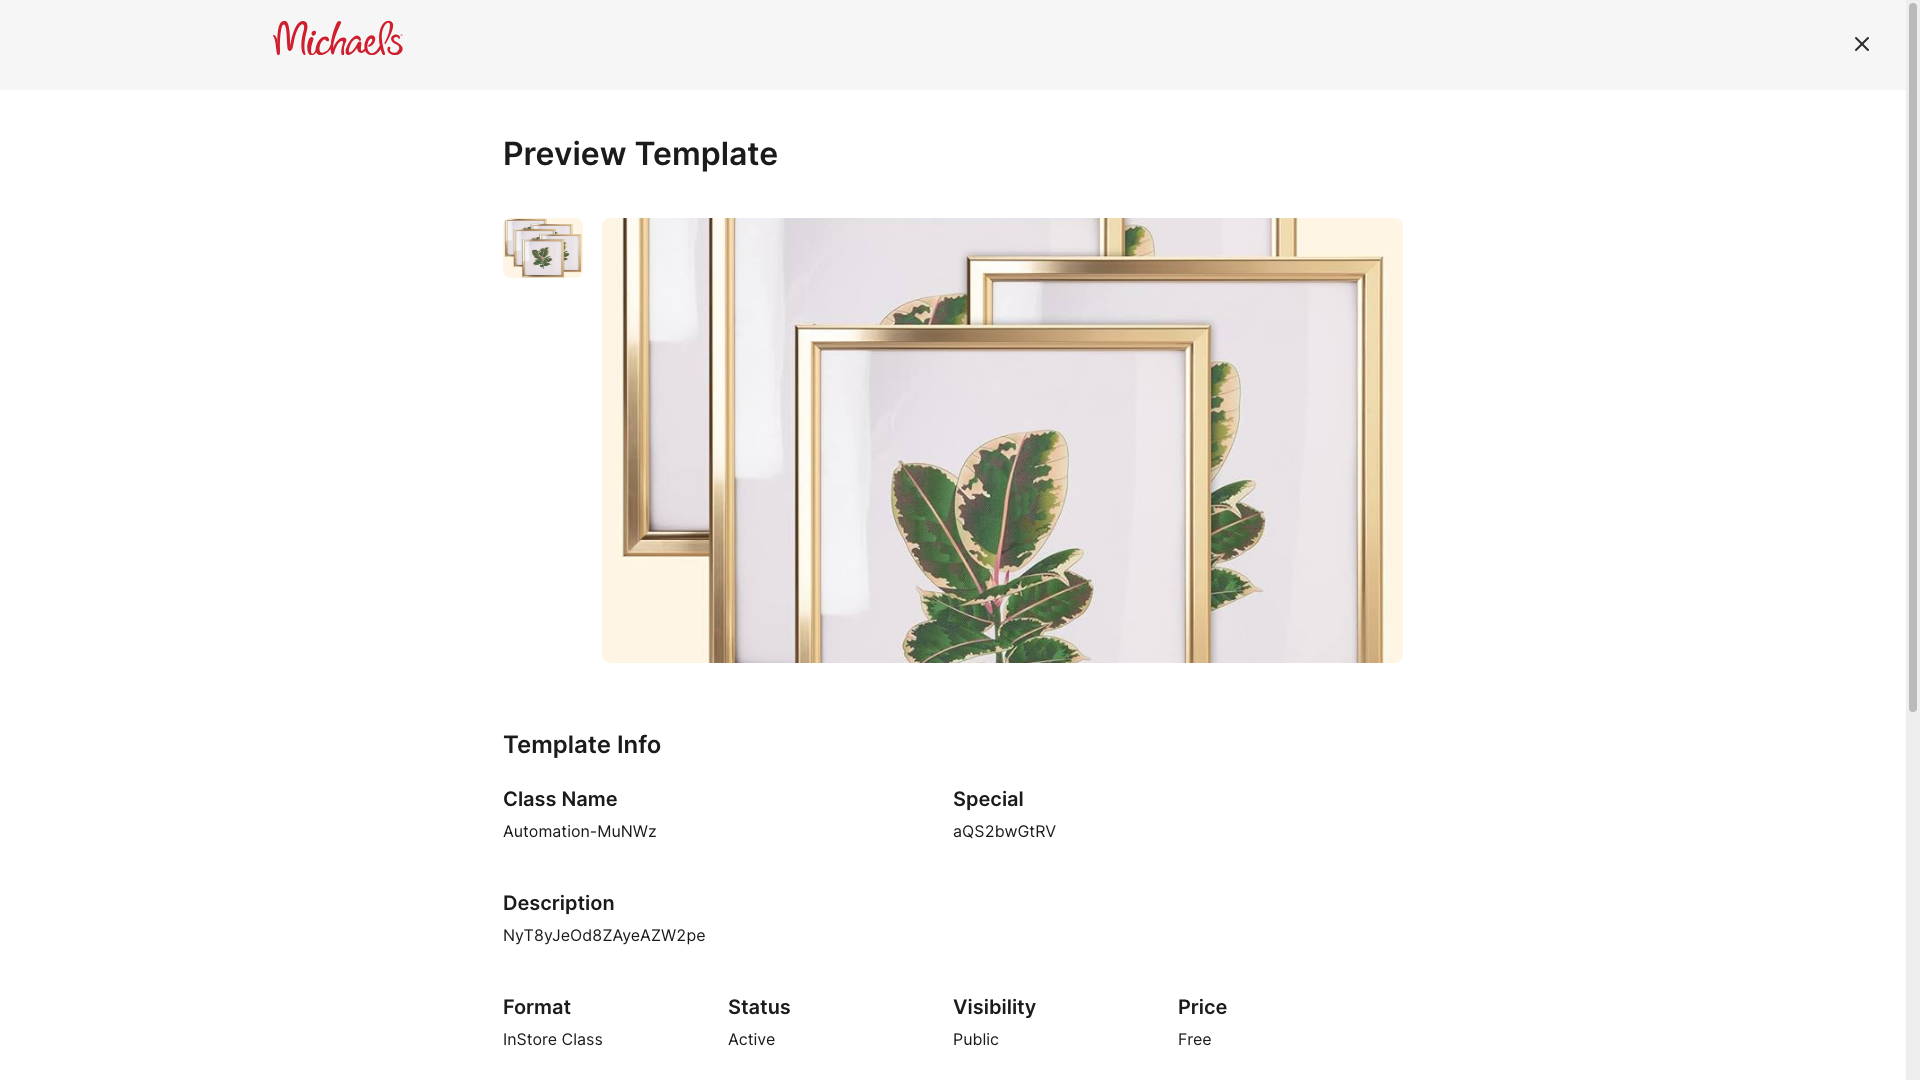 Michaels
Preview Template
Template Info
Class Name
Automation-MuNWz
Special
aQS2bwGtRV
Description
NyT8yJeOd8ZAyeAZW2pe
Format
InStore Class
Status
Active
Visibility
Public
Price
Free